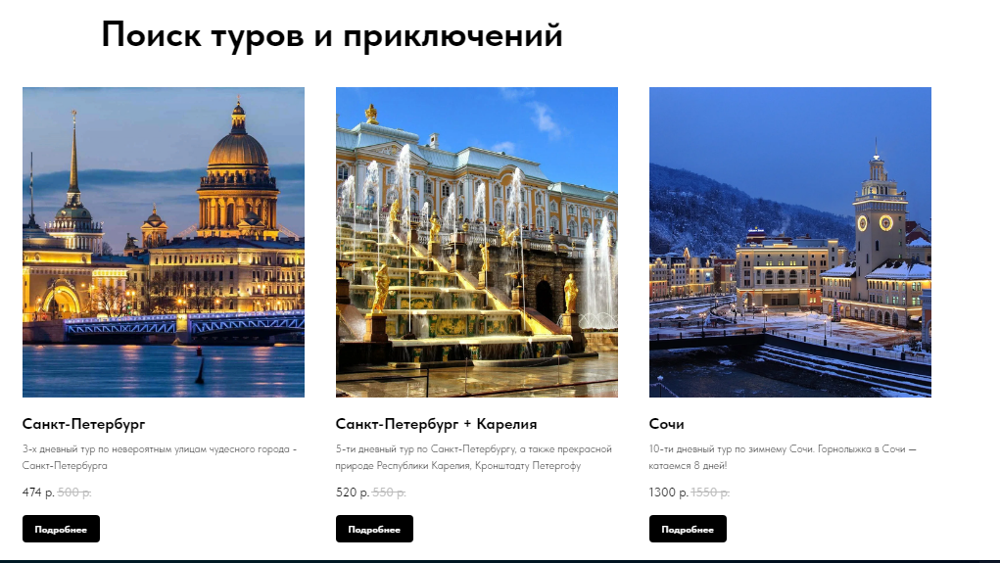 Поиск туров и приключений
Санкт-Петербург
3-х дневный тур по невероятным улицам чудесного города -
Санкт-Петербурга
474 р. 500 р.
Подробнее
Санкт-Петербург + Карелия
5-ти дневный тур по Санкт-Петербургу, а также прекрасной
природе Республики Карелия, Кронштадту Петергофу
520 р. 550 р.
Подробнее
Сочи
10-ти дневный тур по зимнему Сочи. Горнолыжка в Сочи —
катаемся 8 дней!
1300 р. 1550 р.
Подробнее